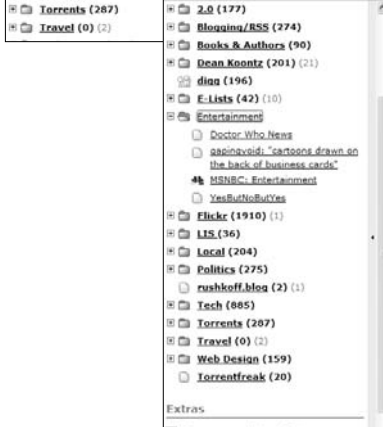 Torrents (287)
Travel (0) (2)
2.0 (177)
Blogging/RSS (274)
Books & Authors (90)
Dean Koontz (201) (21)
digg (196)
E-Lists (42) (10)
Entertainment
Doctor Who News
gapingvoid: "cartoons drawn on
the back of business cards"
MSNBC: Entertainment
YesButNoButYes
Flickr (1910) (1)
LIS (36)
Local (204)
Politics (275)
rushkoff.blog (2) (1)
Tech (885)
Torrents (287)
Travel (0) (2)
Web Design (159)
Torrentfreak (20)
Extras